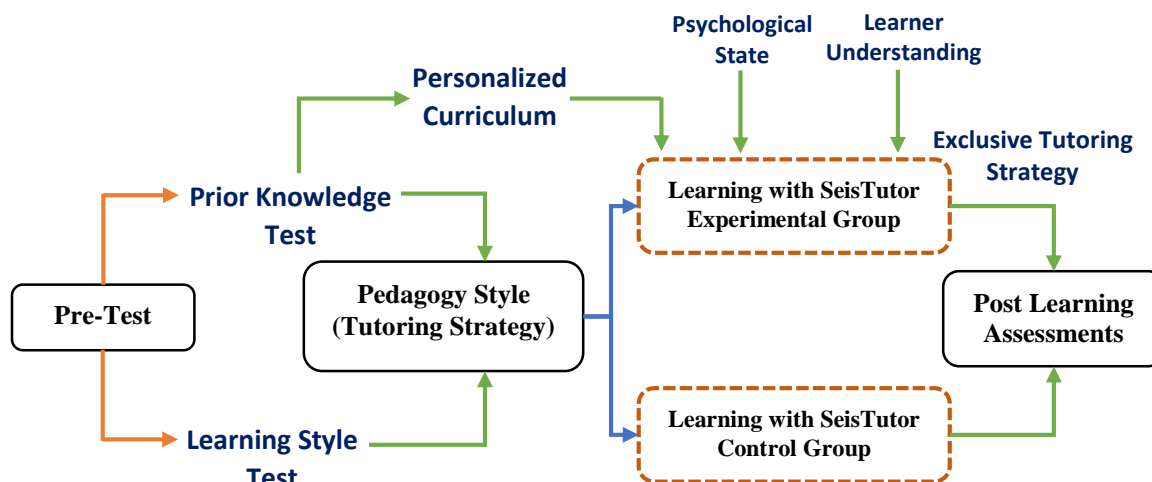 Psychological
State
Learner
Understanding
Personalized
Curriculum
Exclusive Tutoring
Strategy
Prior Knowledge
Test
Learning with SeisTutor
Experimental Group
Pre-Test
Pedagogy Style
(Tutoring Strategy)
Post Learning
Assessments
Learning Style
Test
Learning with SeisTutor
Control Group